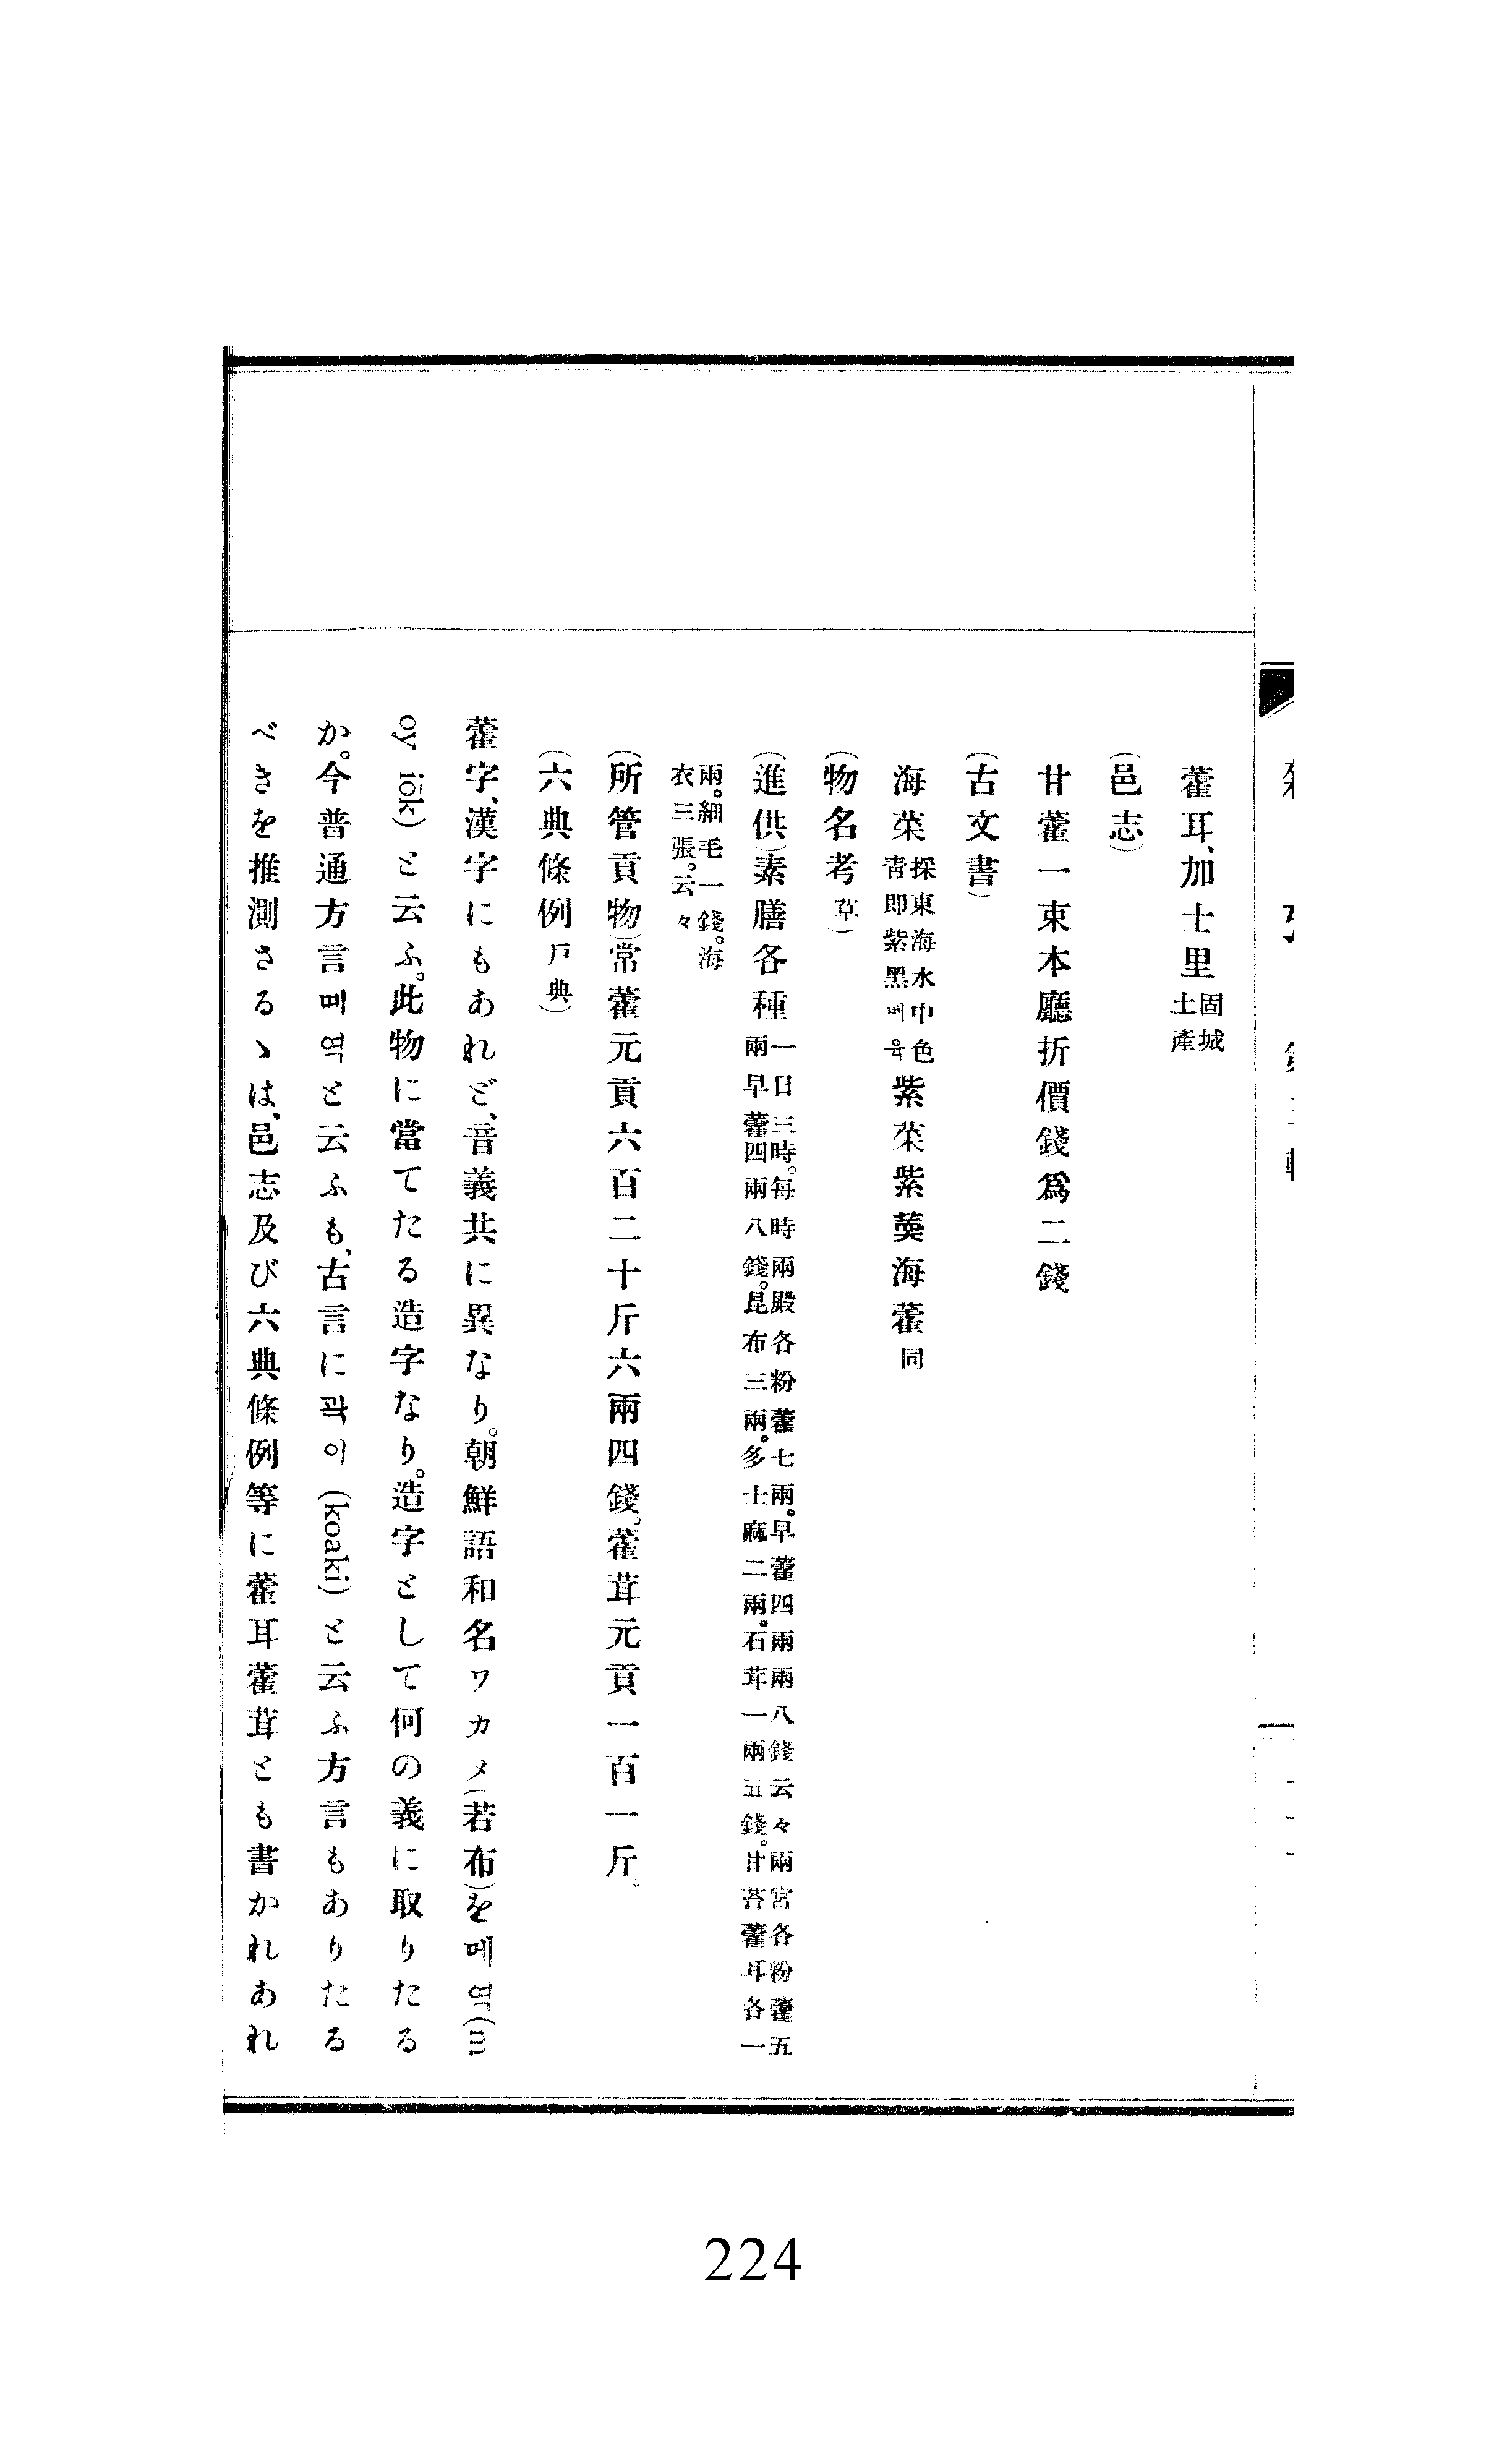 藿耳、加士里固城土產
(邑志)
甘藿一束本廳折價錢爲二錢
(古文書)
海菜採東海水中色靑即紫黑메육紫菜紫䕷海藿同
(物名考草)
(進供)素膳各種一日三時。每時兩殿各粉藿七兩。早藿四兩兩八錢云々兩宮各粉藿五兩早藿四兩八錢。昆布三兩。多士麻二兩。石茸一兩五錢。甘苔藿耳各一
兩。細毛一錢。海衣三張。云々
(所管貢物)常藿元貢六百二十斤六兩四錢。藿茸元貢一百一斤。
(六典條例戶典)
藿字、漢字にもあれど、音義共に異なり。朝鮮語和名ワカメ(若布)を메역(m
oy iŏk)と云ふ。此物に當てたる造字なり。造字として何の義に取りたる
か。今普通方言메역と云ふも、古言に곽이(koaki)と云ふ方言もありたる
べきを推測さるゝは、邑志及び六典條例等に藿耳藿茸とも書かれあれ
224